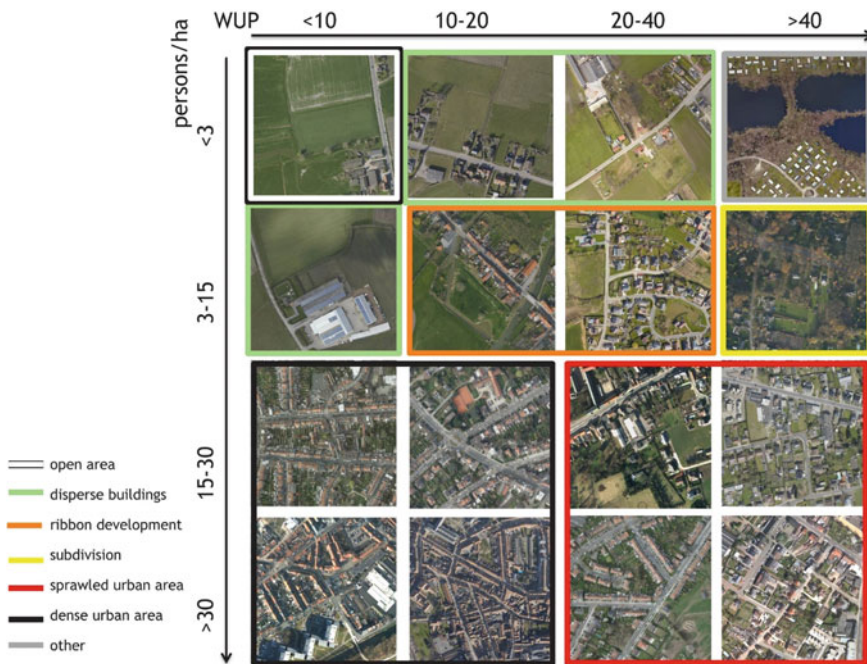 WUP <10 10-20 20-40 >40
persons/ha
<3
3-15
15-30
>30
open area
disperse buildings
ribbon development
subdivision
sprawled urban area
dense urban area
other